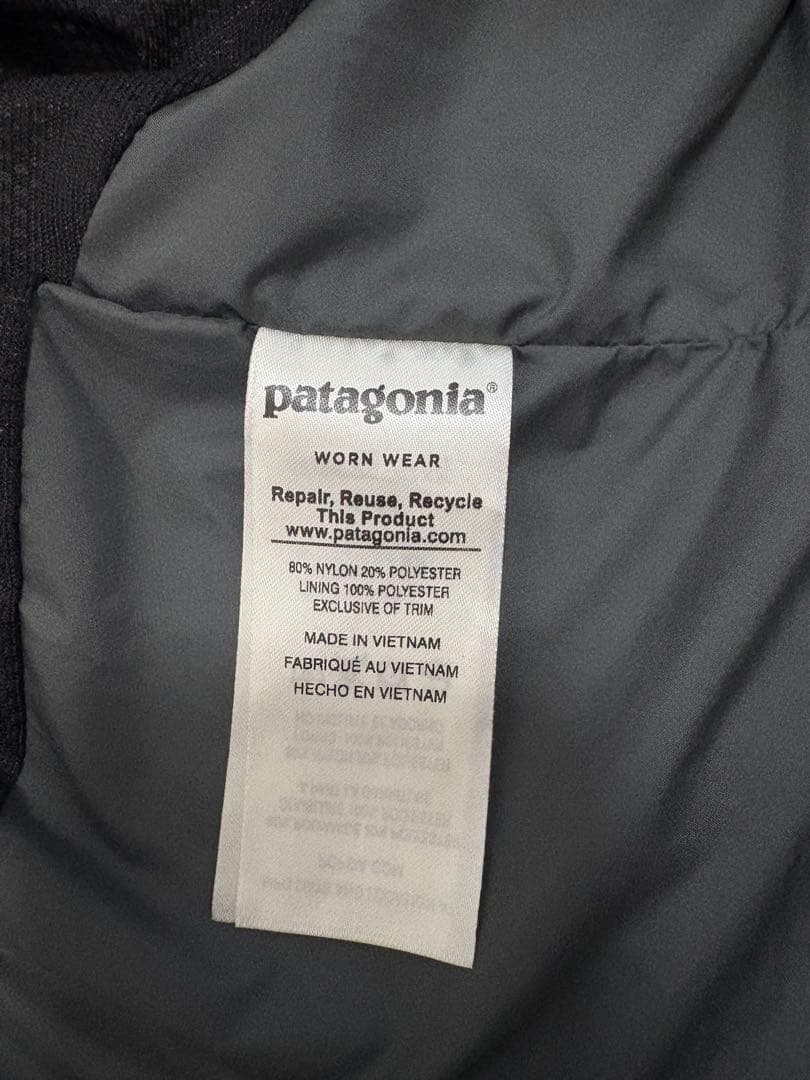 patagonia®
WORN WEAR
Repair, Reuse, Recycle
This Product
www.patagonia.com
80% NYLON 20% POLYESTER
LINING 100% POLYESTER
EXCLUSIVE OF TRIM
MADE IN VIETNAM
FABRIQUÉ AU VIETNAM
HECHO EN VIETNAM